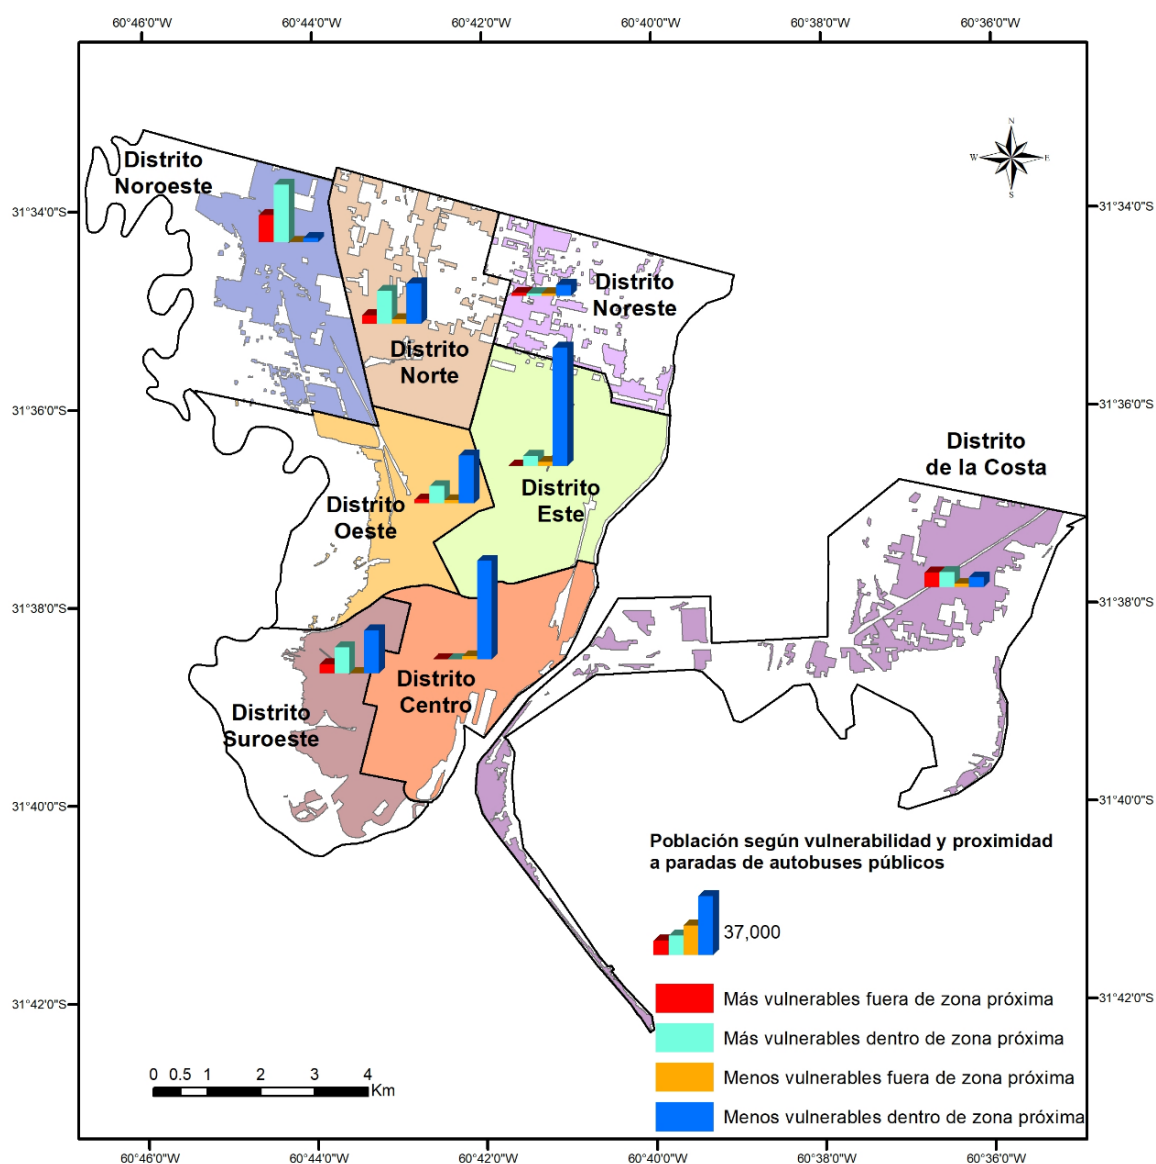 60°46'0"W
60°44'0"W
60°42'0"W
60°40'0"W
60°38'0"W
60°36'0"W
N
W
E
S
Distrito
Noroeste
31°34'0"S
31°34'0"S
Distrito
Noreste
Distrito
Norte
31°36'0"S
31°36'0"S
Distrito
de la Costa
Distrito
Este
Distrito
Oeste
31°38'0"S
31°38'0"S
Distrito
Centro
Distrito
Suroeste
31°40'0"S
31°40'0"S
Población según vulnerabilidad y proximidad
a paradas de autobuses públicos
37,000
31°42'0"S
31°42'0"S
Más vulnerables fuera de zona próxima
Más vulnerables dentro de zona próxima
Menos vulnerables fuera de zona próxima
Menos vulnerables dentro de zona próxima
0 0.5 1 2 3 4
Km
60°46'0"W
60°44'0"W
60°42'0"W
60°40'0"W
60°38'0"W
60°36'0"W